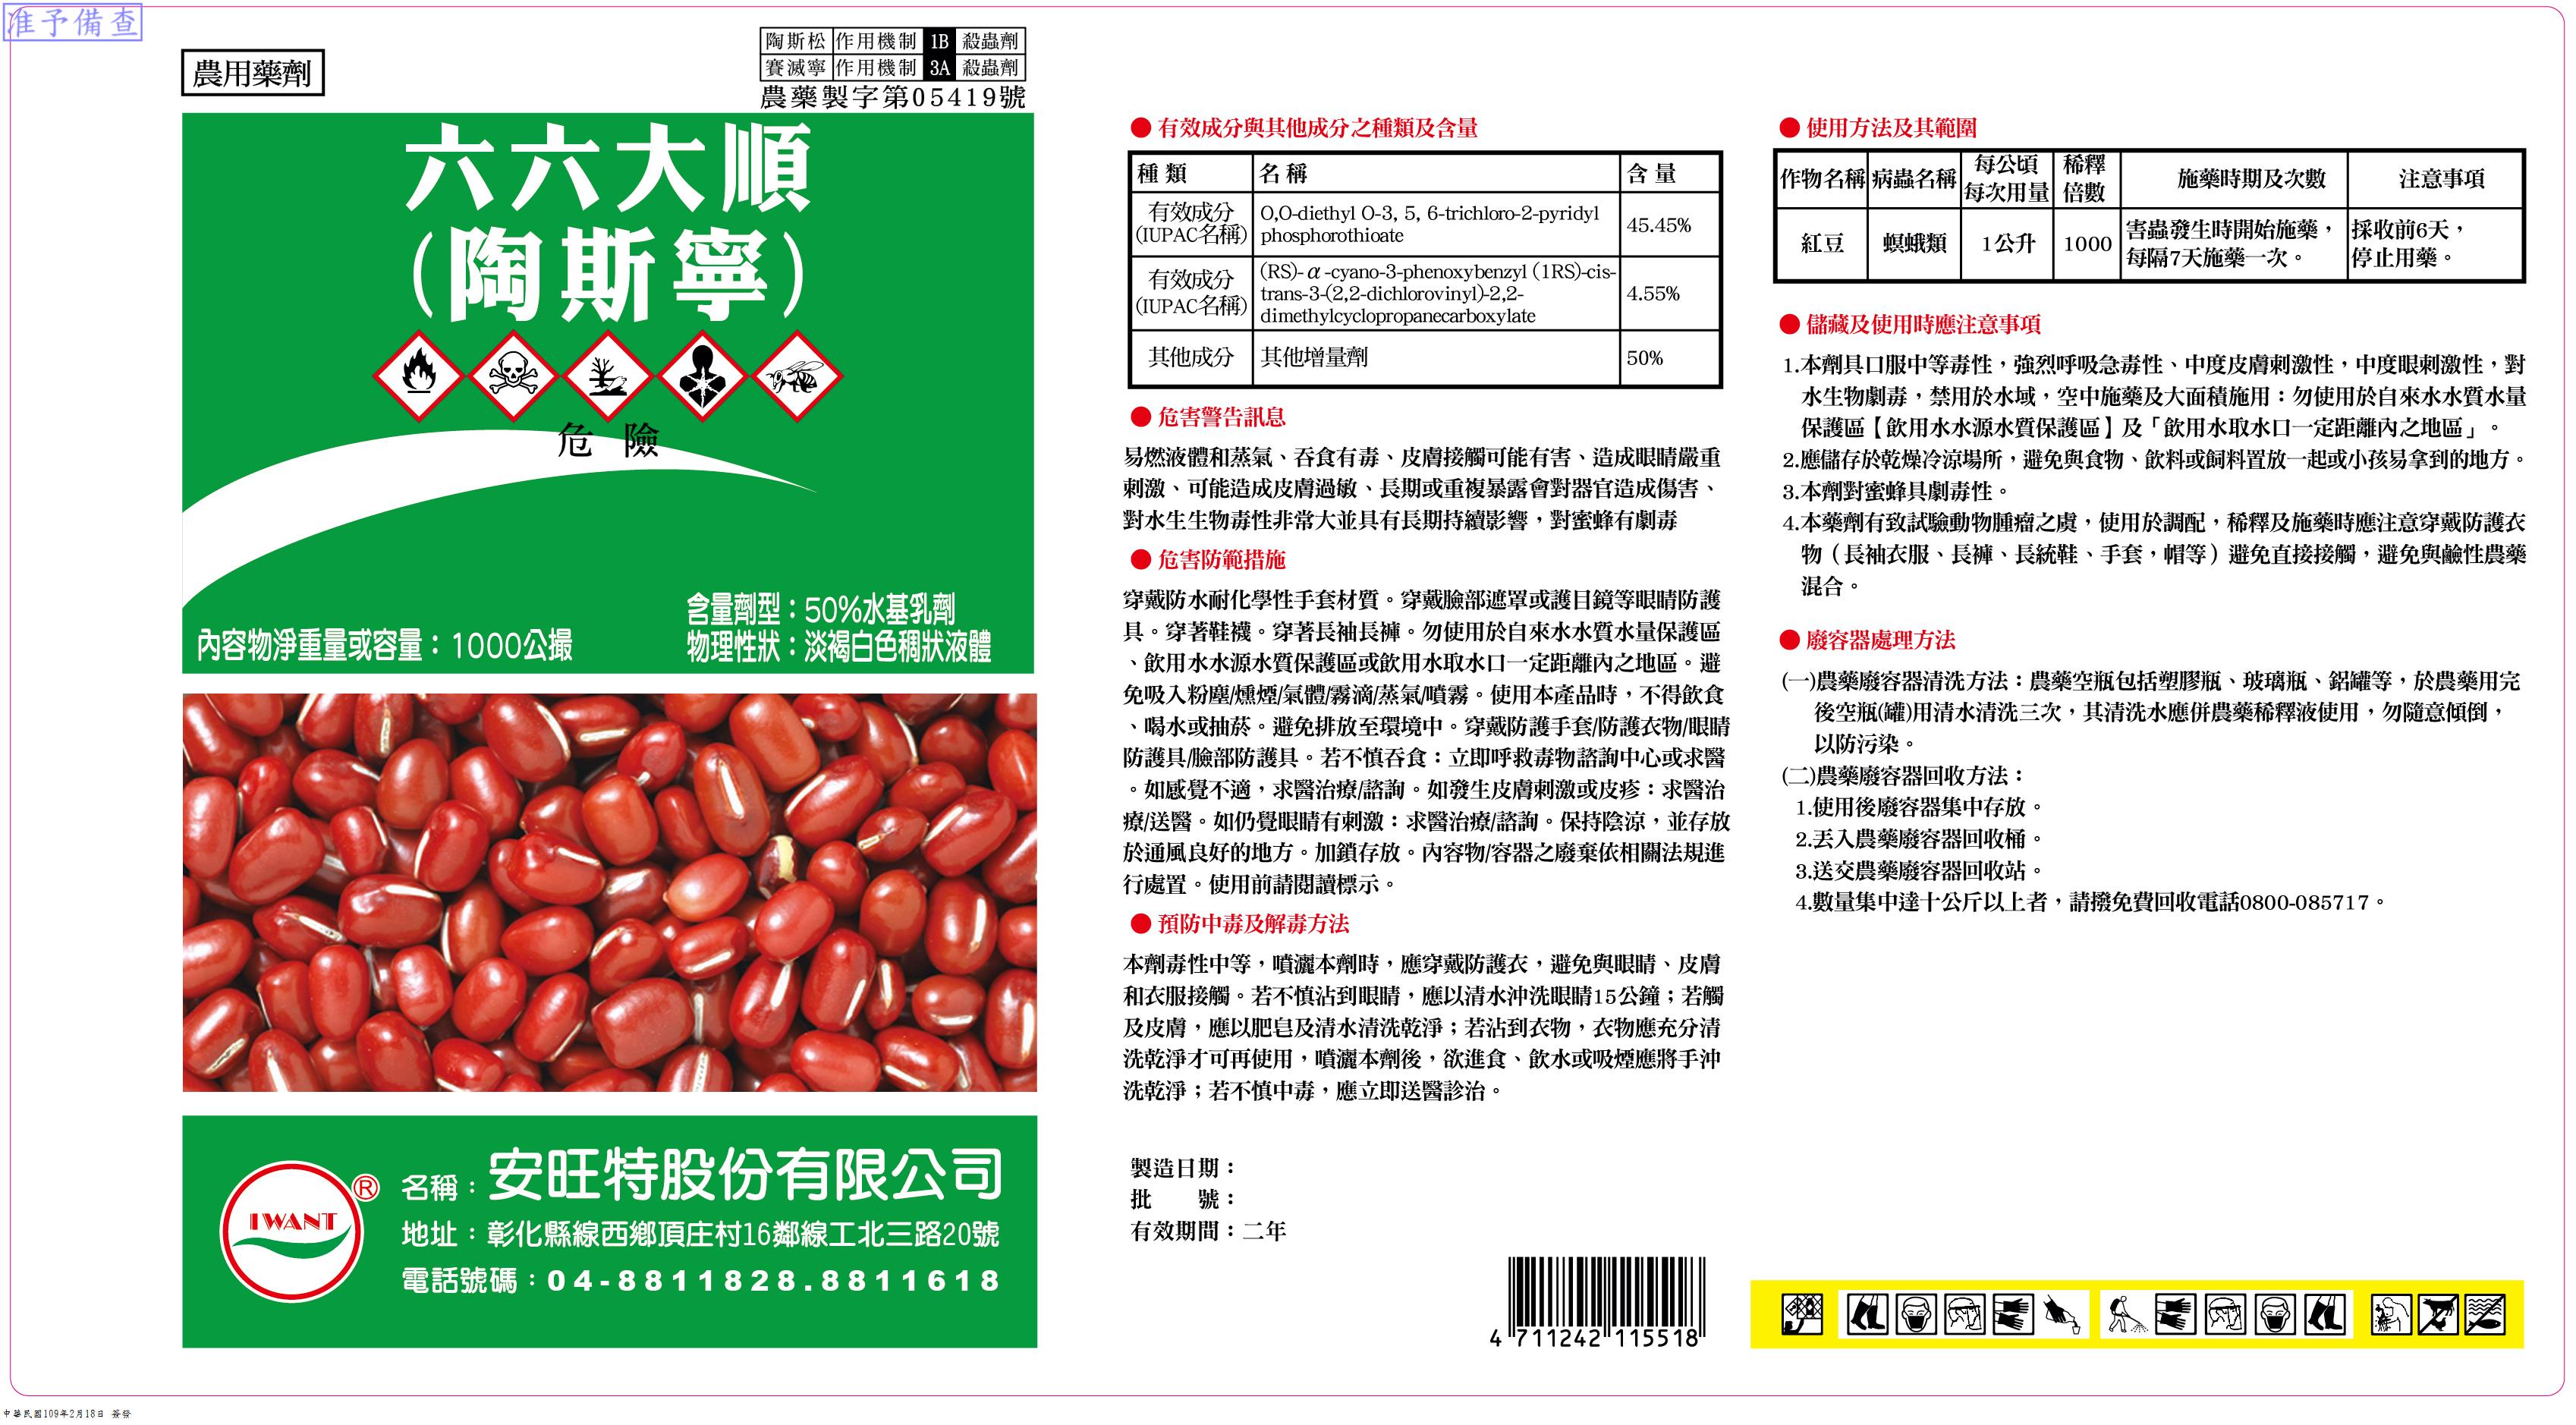 准予備查
農用藥劑
陶斯松 作用機制 1B 殺蟲劑
賽滅寧 作用機制 3A 殺蟲劑
農藥製字第05419號
六六大順
(陶斯寧)
危 險
含量劑型：50%水基乳劑
內容物淨重量或容量：1000公撮
物理性狀：淡褐白色稠狀液體
IWANT
®
名稱：安旺特股份有限公司
地址：彰化縣線西鄉頂庄村16鄰線工北三路20號
電話號碼：04-8811828.8811618
● 有效成分與其他成分之種類及含量
種 類 名 稱 含 量
有效成分
(IUPAC名稱)
O,O-diethyl O-3, 5, 6-trichloro-2-pyridyl
phosphorothioate
45.45%
有效成分
(IUPAC名稱)
(RS)-α-cyano-3-phenoxybenzyl (1RS)-cis-
trans-3-(2,2-dichlorovinyl)-2,2-
dimethylcyclopropanecarboxylate
4.55%
其他成分 其他增量劑 50%
● 危害警告訊息
易燃液體和蒸氣、吞食有毒、皮膚接觸可能有害、造成眼睛嚴重
刺激、可能造成皮膚過敏、長期或重複暴露會對器官造成傷害、
對水生生物毒性非常大並具有長期持續影響，對蜜蜂有劇毒
● 危害防範措施
穿戴防水耐化學性手套材質。穿戴臉部遮罩或護目鏡等眼睛防護
具。穿著鞋襪。穿著長袖長褲。勿使用於自來水水質水量保護區
、飲用水水源水質保護區或飲用水取水口一定距離內之地區。避
免吸入粉塵/燻煙/氣體/霧滴/蒸氣/噴霧。使用本產品時，不得飲食
、喝水或抽菸。避免排放至環境中。穿戴防護手套/防護衣物/眼睛
防護具/臉部防護具。若不慎吞食：立即呼救毒物諮詢中心或求醫
。如感覺不適，求醫治療/諮詢。如發生皮膚刺激或皮疹：求醫治
療/送醫。如仍覺眼睛有刺激：求醫治療/諮詢。保持陰涼，並存放
於通風良好的地方。加鎖存放。內容物/容器之廢棄依相關法規進
行處置。使用前請閱讀標示。
● 預防中毒及解毒方法
本劑毒性中等，噴灑本劑時，應穿戴防護衣，避免與眼睛、皮膚
和衣服接觸。若不慎沾到眼睛，應以清水沖洗眼睛15公鐘；若觸
及皮膚，應以肥皂及清水清洗乾淨；若沾到衣物，衣物應充分清
洗乾淨才可再使用，噴灑本劑後，欲進食、飲水或吸煙應將手沖
洗乾淨；若不慎中毒，應立即送醫診治。
製造日期：
批　　號：
有效期間：二年
4 711242 115518
● 使用方法及其範圍
作物名稱 病蟲名稱 每公頃每次用量 稀釋倍數 施藥時期及次數 注意事項
紅豆 螟蛾類 1公升 1000 害蟲發生時開始施藥，每隔7天施藥一次。 採收前6天，停止用藥。
● 儲藏及使用時應注意事項
1.本劑具口服中等毒性，強烈呼吸急毒性、中度皮膚刺激性，中度眼刺激性，對
水生物劇毒，禁用於水域，空中施藥及大面積施用：勿使用於自來水水質水量
保護區【飲用水水源水質保護區】及「飲用水取水口一定距離內之地區」。
2.應儲存於乾燥冷涼場所，避免與食物、飲料或飼料置放一起或小孩易拿到的地方。
3.本劑對蜜蜂具劇毒性。
4.本藥劑有致試驗動物腫瘤之虞，使用於調配，稀釋及施藥時應注意穿戴防護衣
物（長袖衣服、長褲、長統鞋、手套，帽等）避免直接接觸，避免與鹼性農藥
混合。
● 廢容器處理方法
(一)農藥廢容器清洗方法：農藥空瓶包括塑膠瓶、玻璃瓶、鋁罐等，於農藥用完
後空瓶(罐)用清水清洗三次，其清洗水應併農藥稀釋液使用，勿隨意傾倒，
以防污染。
(二)農藥廢容器回收方法：
1.使用後廢容器集中存放。
2.丟入農藥廢容器回收桶。
3.送交農藥廢容器回收站。
4.數量集中達十公斤以上者，請撥免費回收電話0800-085717。
中華民國109年2月18日 簽發